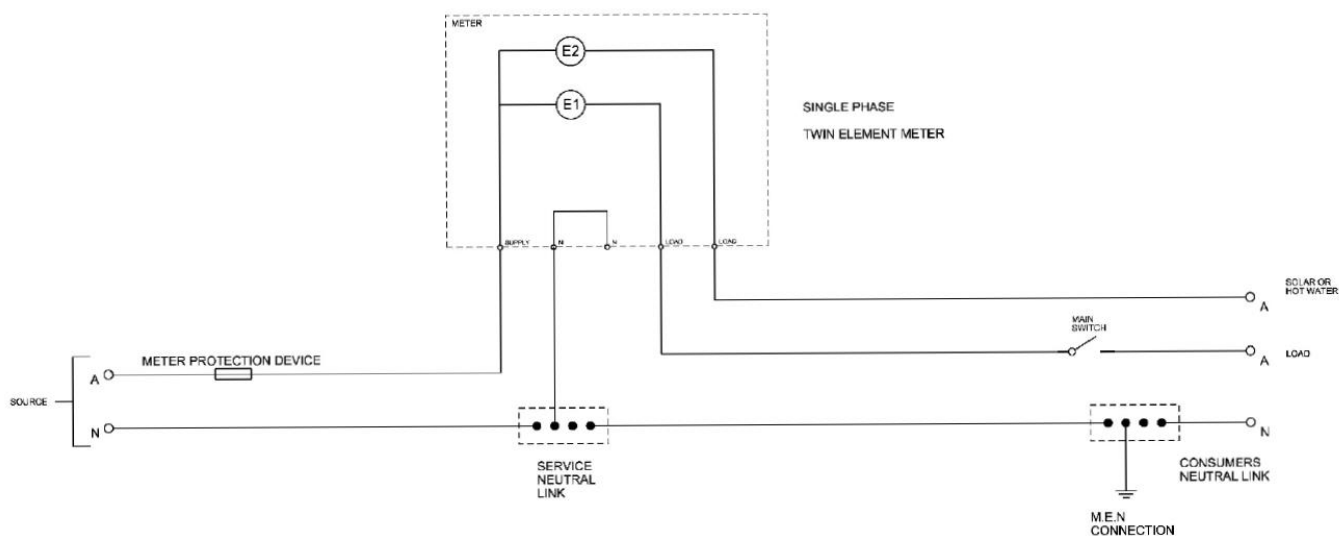 METER
E2
E1
SINGLE PHASE
TWIN ELEMENT METER
SUPPLY
N
N
LOAD
LOAD
SOLAR OR
HOT WATER
A
MAIN
SWITCH
A
LOAD
METER PROTECTION DEVICE
A
SOURCE
N
N
SERVICE
NEUTRAL
LINK
CONSUMERS
NEUTRAL LINK
M.E.N
CONNECTION